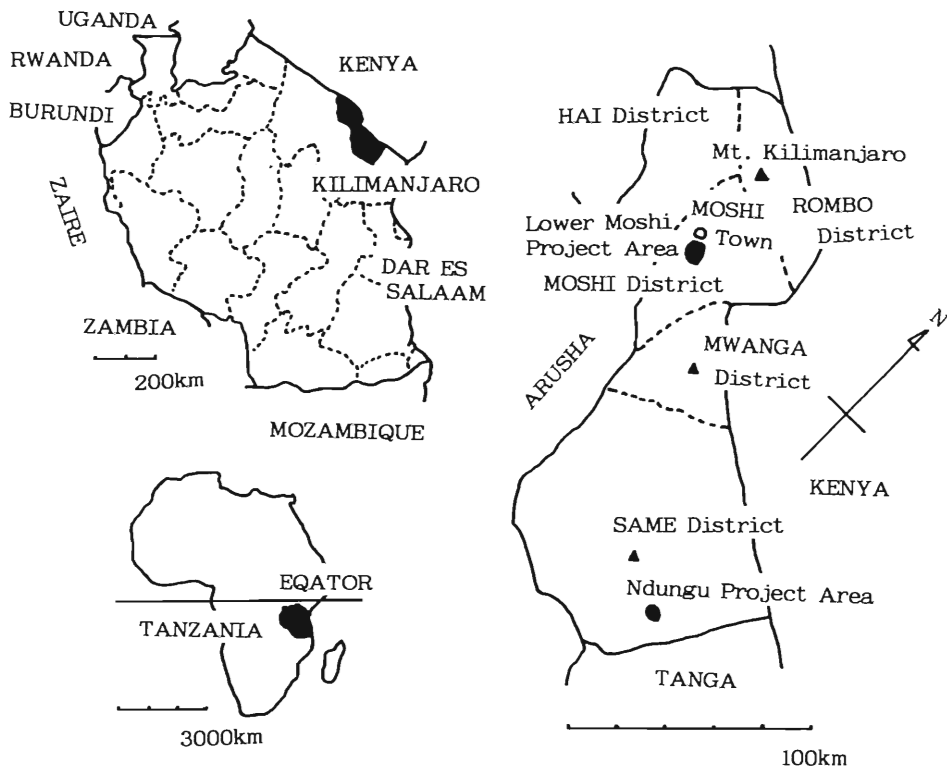 UGANDA
RWANDA
BURUNDI
KENYA
KILIMANJARO
ZAIRE
DAR ES
SALAAM
ZAMBIA
200km
MOZAMBIQUE
EQATOR
TANZANIA
3000km
HAI District
Mt. Kilimanjaro
MOSHI
Town
ROMBO
District
Lower Moshi
Project Area
MOSHI District
MWANGA
District
ARUSHA
N
KENYA
SAME District
Ndungu Project Area
TANGA
100km